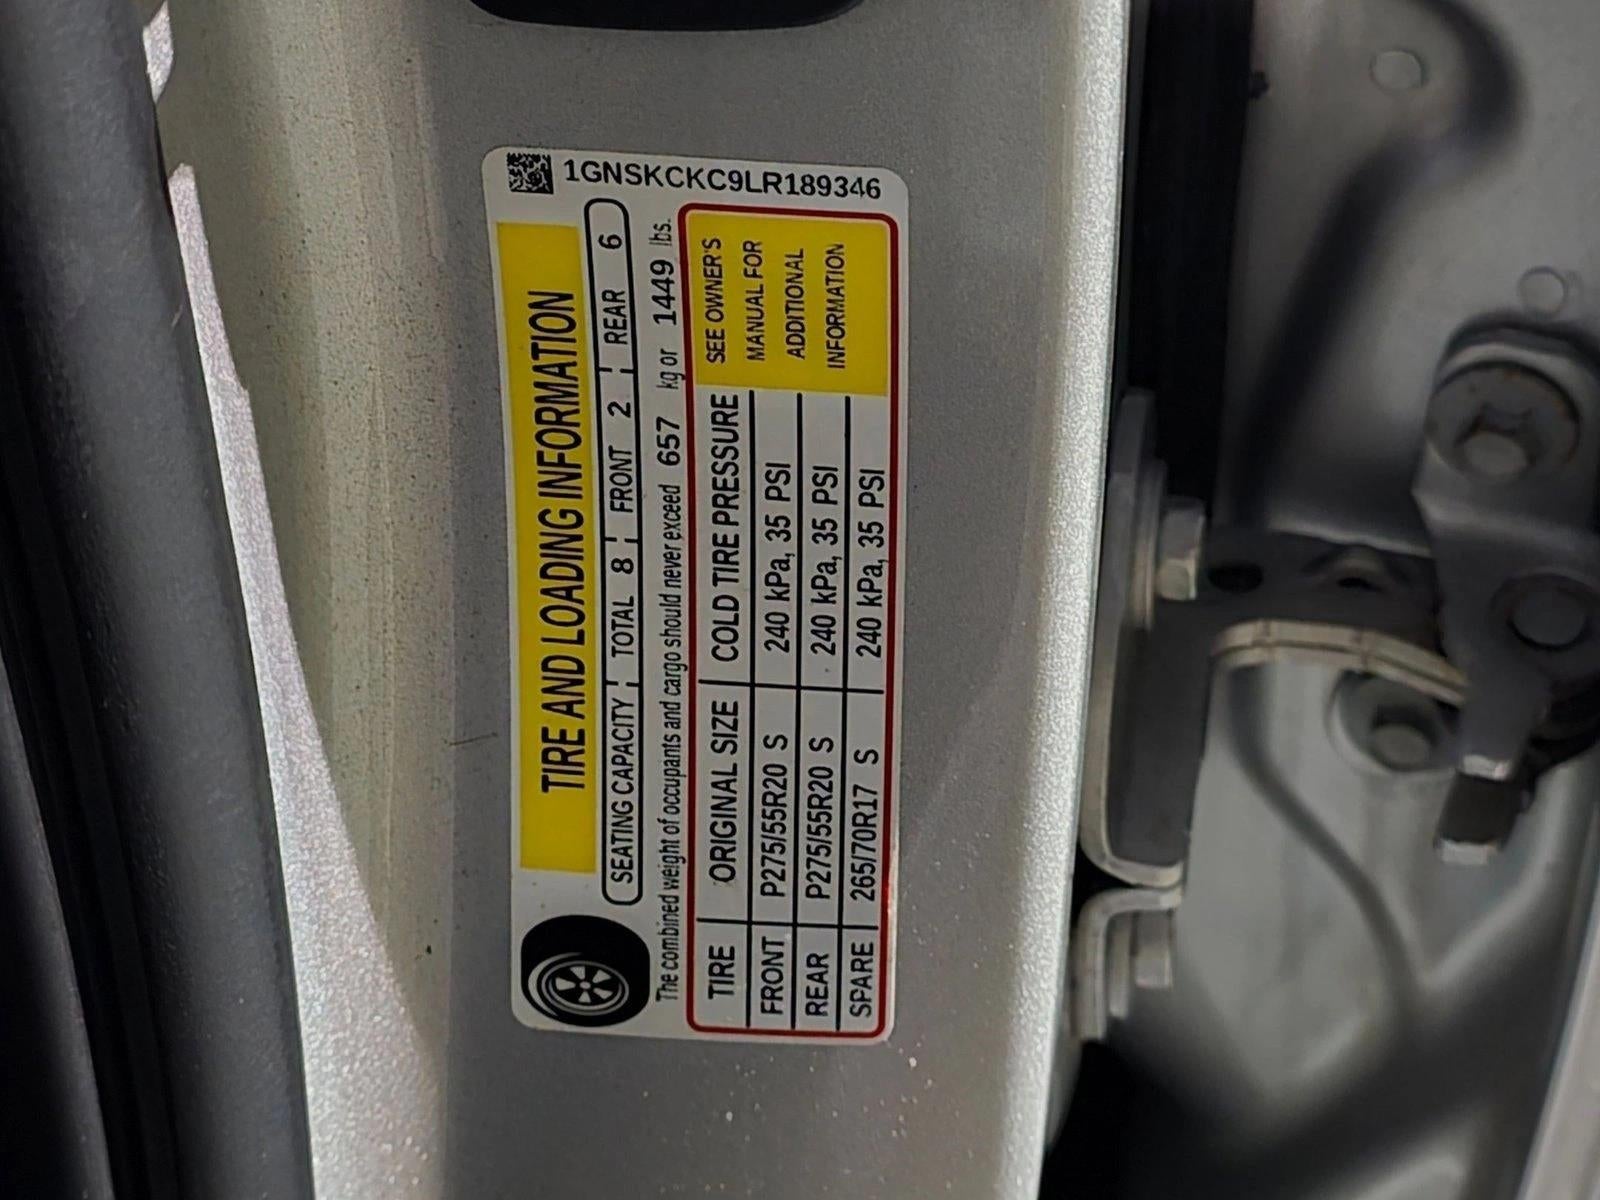 1GNSKCKC9LR189346
TIRE AND LOADING INFORMATION
SEATING CAPACITY TOTAL 8 FRONT 2 REAR 6
The combined weight of occupants and cargo should never exceed 657 kg or 1449 lbs.
TIRE ORIGINAL SIZE COLD TIRE PRESSURE
FRONT P275/55R20 S 240 kPa, 35 PSI
REAR P275/55R20 S 240 kPa, 35 PSI
SPARE 265/70R17 S 240 kPa, 35 PSI
SEE OWNER'S
MANUAL FOR
ADDITIONAL
INFORMATION